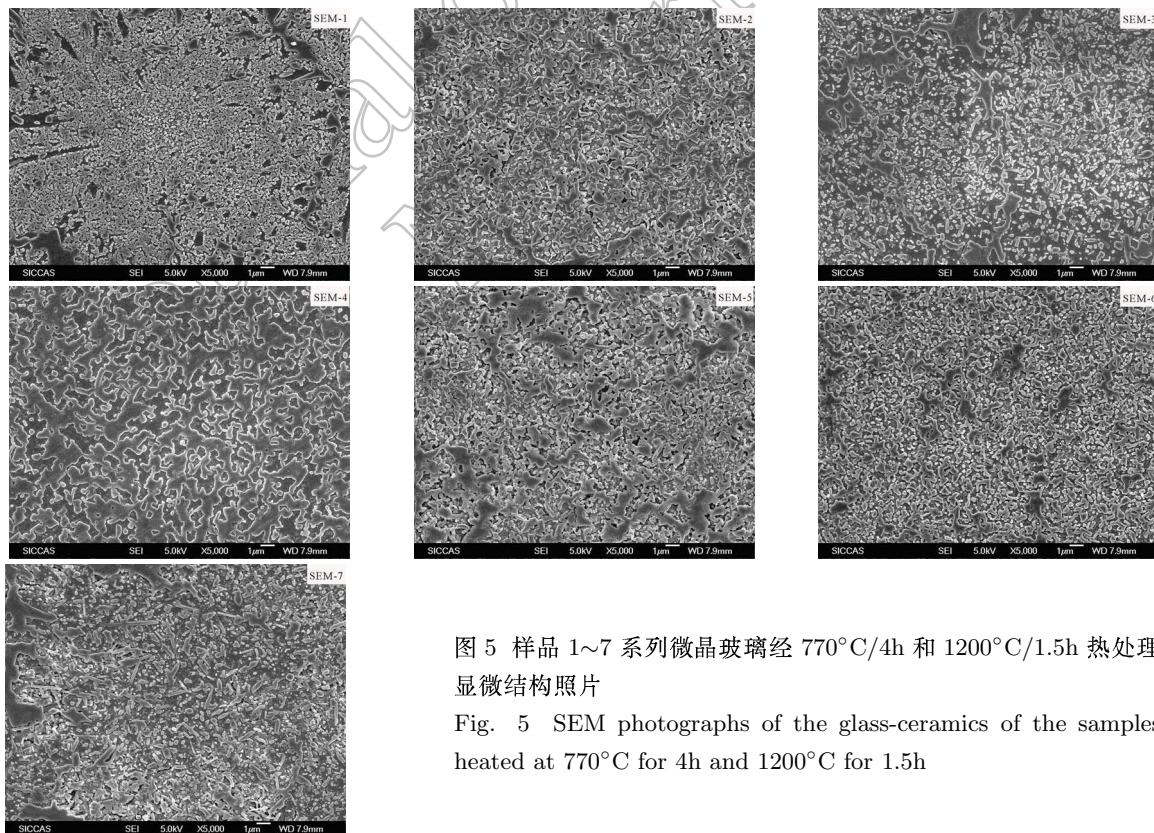 SEM-1
SICCAS SEI 5.0kV X5,000 1μm WD 7.9mm
SEM-2
SICCAS SEI 5.0kV X5,000 1μm WD 7.9mm
SEM-3
SICCAS SEI 5.0kV X5,000 1μm WD 7.9mm
SEM-4
SICCAS SEI 5.0kV X5,000 1μm WD 7.9mm
SEM-5
SICCAS SEI 5.0kV X5,000 1μm WD 7.9mm
SEM-6
SICCAS SEI 5.0kV X5,000 1μm WD 7.9mm
SEM-7
SICCAS SEI 5.0kV X5,000 1μm WD 7.9mm
图 5 样品 1~7 系列微晶玻璃经 770°C/4h 和 1200°C/1.5h 热处理
显微结构照片
Fig. 5 SEM photographs of the glass-ceramics of the samples
heated at 770°C for 4h and 1200°C for 1.5h